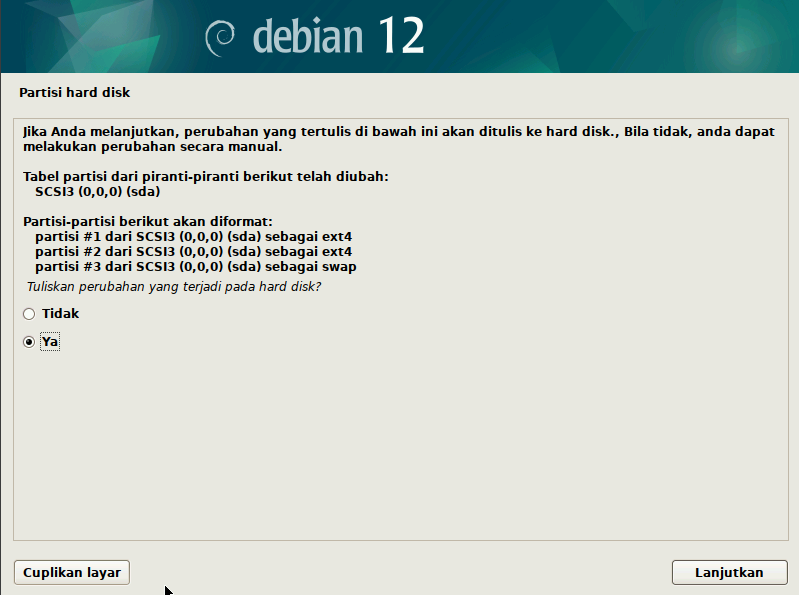 debian 12
Partisi hard disk
Jika Anda melanjutkan, perubahan yang tertulis di bawah ini akan ditulis ke hard disk., Bila tidak, anda dapat
melakukan perubahan secara manual.
Tabel partisi dari piranti-piranti berikut telah diubah:
SCSI3 (0,0,0) (sda)
Partisi-partisi berikut akan diformat:
partisi #1 dari SCSI3 (0,0,0) (sda) sebagai ext4
partisi #2 dari SCSI3 (0,0,0) (sda) sebagai ext4
partisi #3 dari SCSI3 (0,0,0) (sda) sebagai swap
Tuliskan perubahan yang terjadi pada hard disk?
Tidak
Ya
Cuplikan layar
Lanjutkan